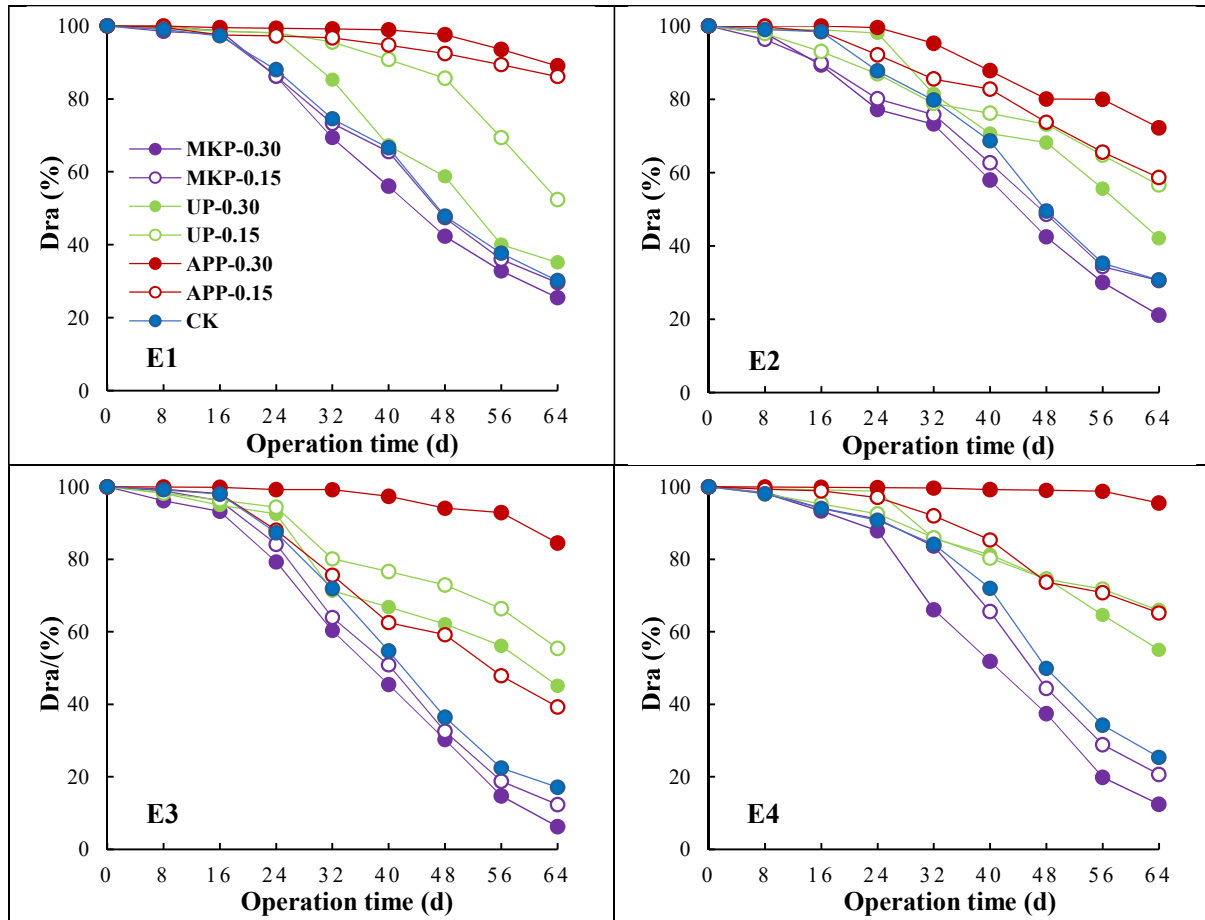 100
80
60
40
20
0
Dra (%)
MKP-0.30
MKP-0.15
UP-0.30
UP-0.15
APP-0.30
APP-0.15
CK
E1
0 8 16 24 32 40 48 56 64
Operation time (d)
100
80
60
40
20
0
Dra (%)
E2
0 8 16 24 32 40 48 56 64
Operation time (d)
100
80
60
40
20
0
Dra/(%)
E3
0 8 16 24 32 40 48 56 64
Operation time (d)
100
80
60
40
20
0
Dra (%)
E4
0 8 16 24 32 40 48 56 64
Operation time (d)